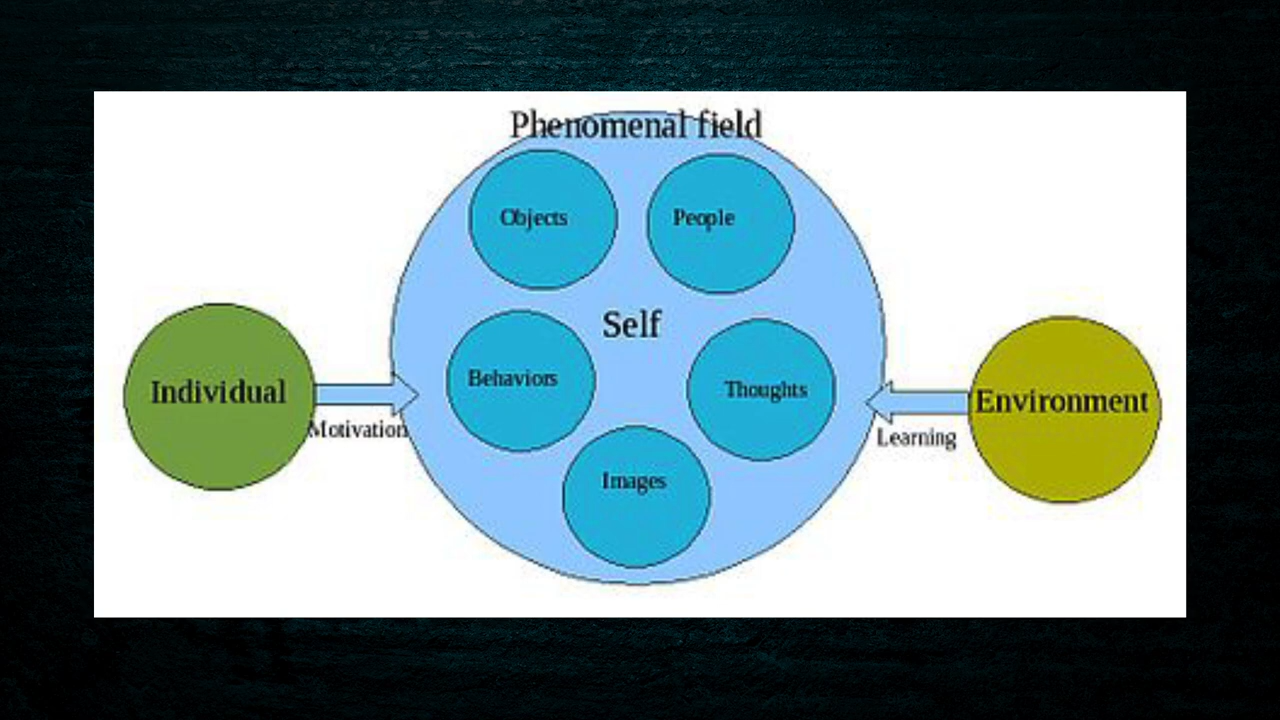 Phenomenal field
Objects
People
Self
Behaviors
Thoughts
Individual
Environment
Motivation
Learning
Images